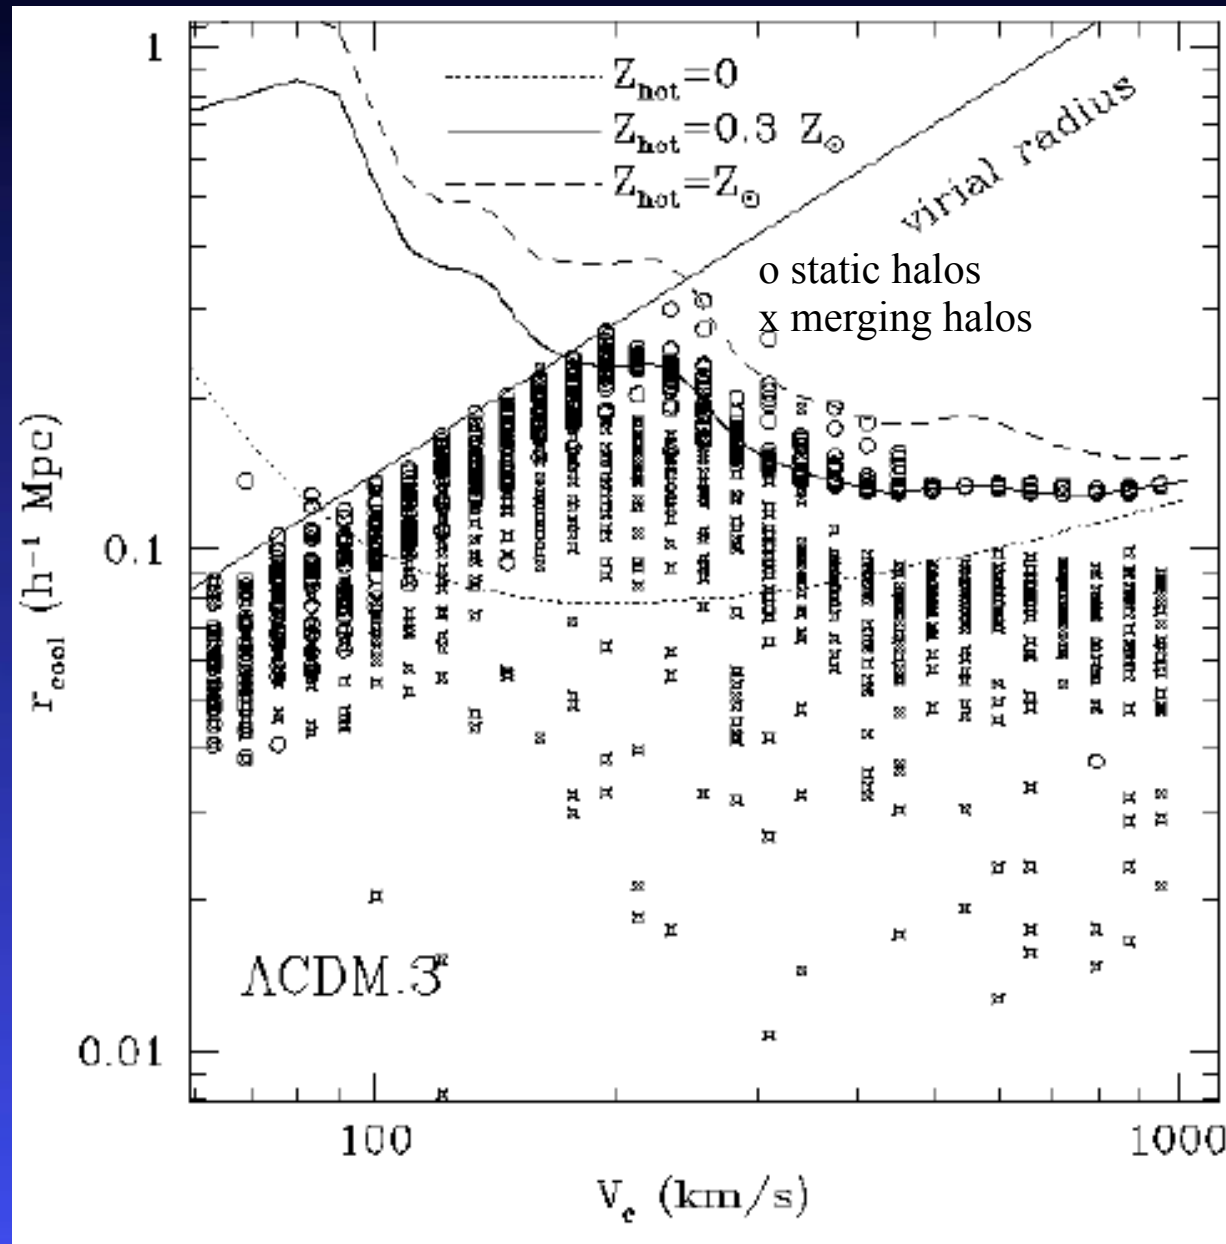 1
Z_hot=0
Z_hot=0.3 Z_⊙
Z_hot=Z_⊙
virial radius
o static halos
x merging halos
r_cool (h⁻¹ Mpc)
0.1
ΛCDM.3
0.01
100
1000
V_c (km/s)